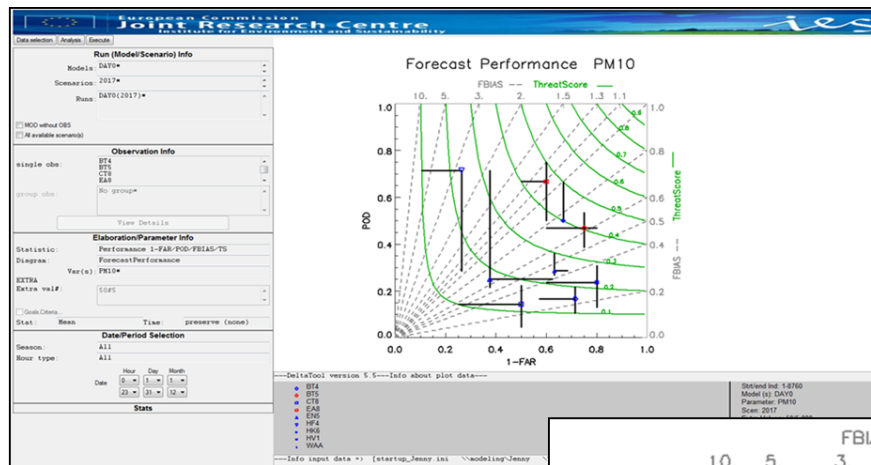 European Commission
Joint Research Centre
Institute for Environment and Sustainability
ies
Data selection Analysis Execute
Run (Model/Scenario) Info
Models: DAY0*
Scenarios: 2017*
Runs: DAY0(2017)*
MOD without OBS
All available scenario(s)
Observation Info
single obs: BT4
BT5
CT8
EA8
group obs: No group*
View Details
Elaboration/Parameter Info
Statistic: Performance 1-FAR/POD/FBIAS/TS
Diagram: ForecastPerformance
Var(s): PM10*
EXTRA
Extra val#: 50#5
Goals Criteria...
Stat: Mean Time: preserve (none)
Date/Period Selection
Season: All
Hour type: All
Hour Day Month
Date 0 1 1
23 31 12
Stats
Forecast Performance PM10
FBIAS -- ThreatScore —
10. 5. 3. 2. 1.5 1.3 1.1
1.0
0.8
0.6
0.4
0.2
0.0
POD
0.0 0.2 0.4 0.6 0.8 1.0
1-FAR
0.9
0.8
0.7
0.6
0.5
0.4
0.3
0.2
0.1
1.0
0.8
0.6
0.5
0.4
0.2
0.0
FBIAS -- ThreatScore —
---DeltaTool version 5.5---Info about plot data---
BT4
BT5
CT8
EA8
EN5
HF4
HK6
HV1
WAA
Strt/end Ind: 1-8760
Model (s): DAY0
Parameter: PM10
Scen: 2017
---Info input data => [startup_Jenny.ini \\modeling\Jenny
10 5 3